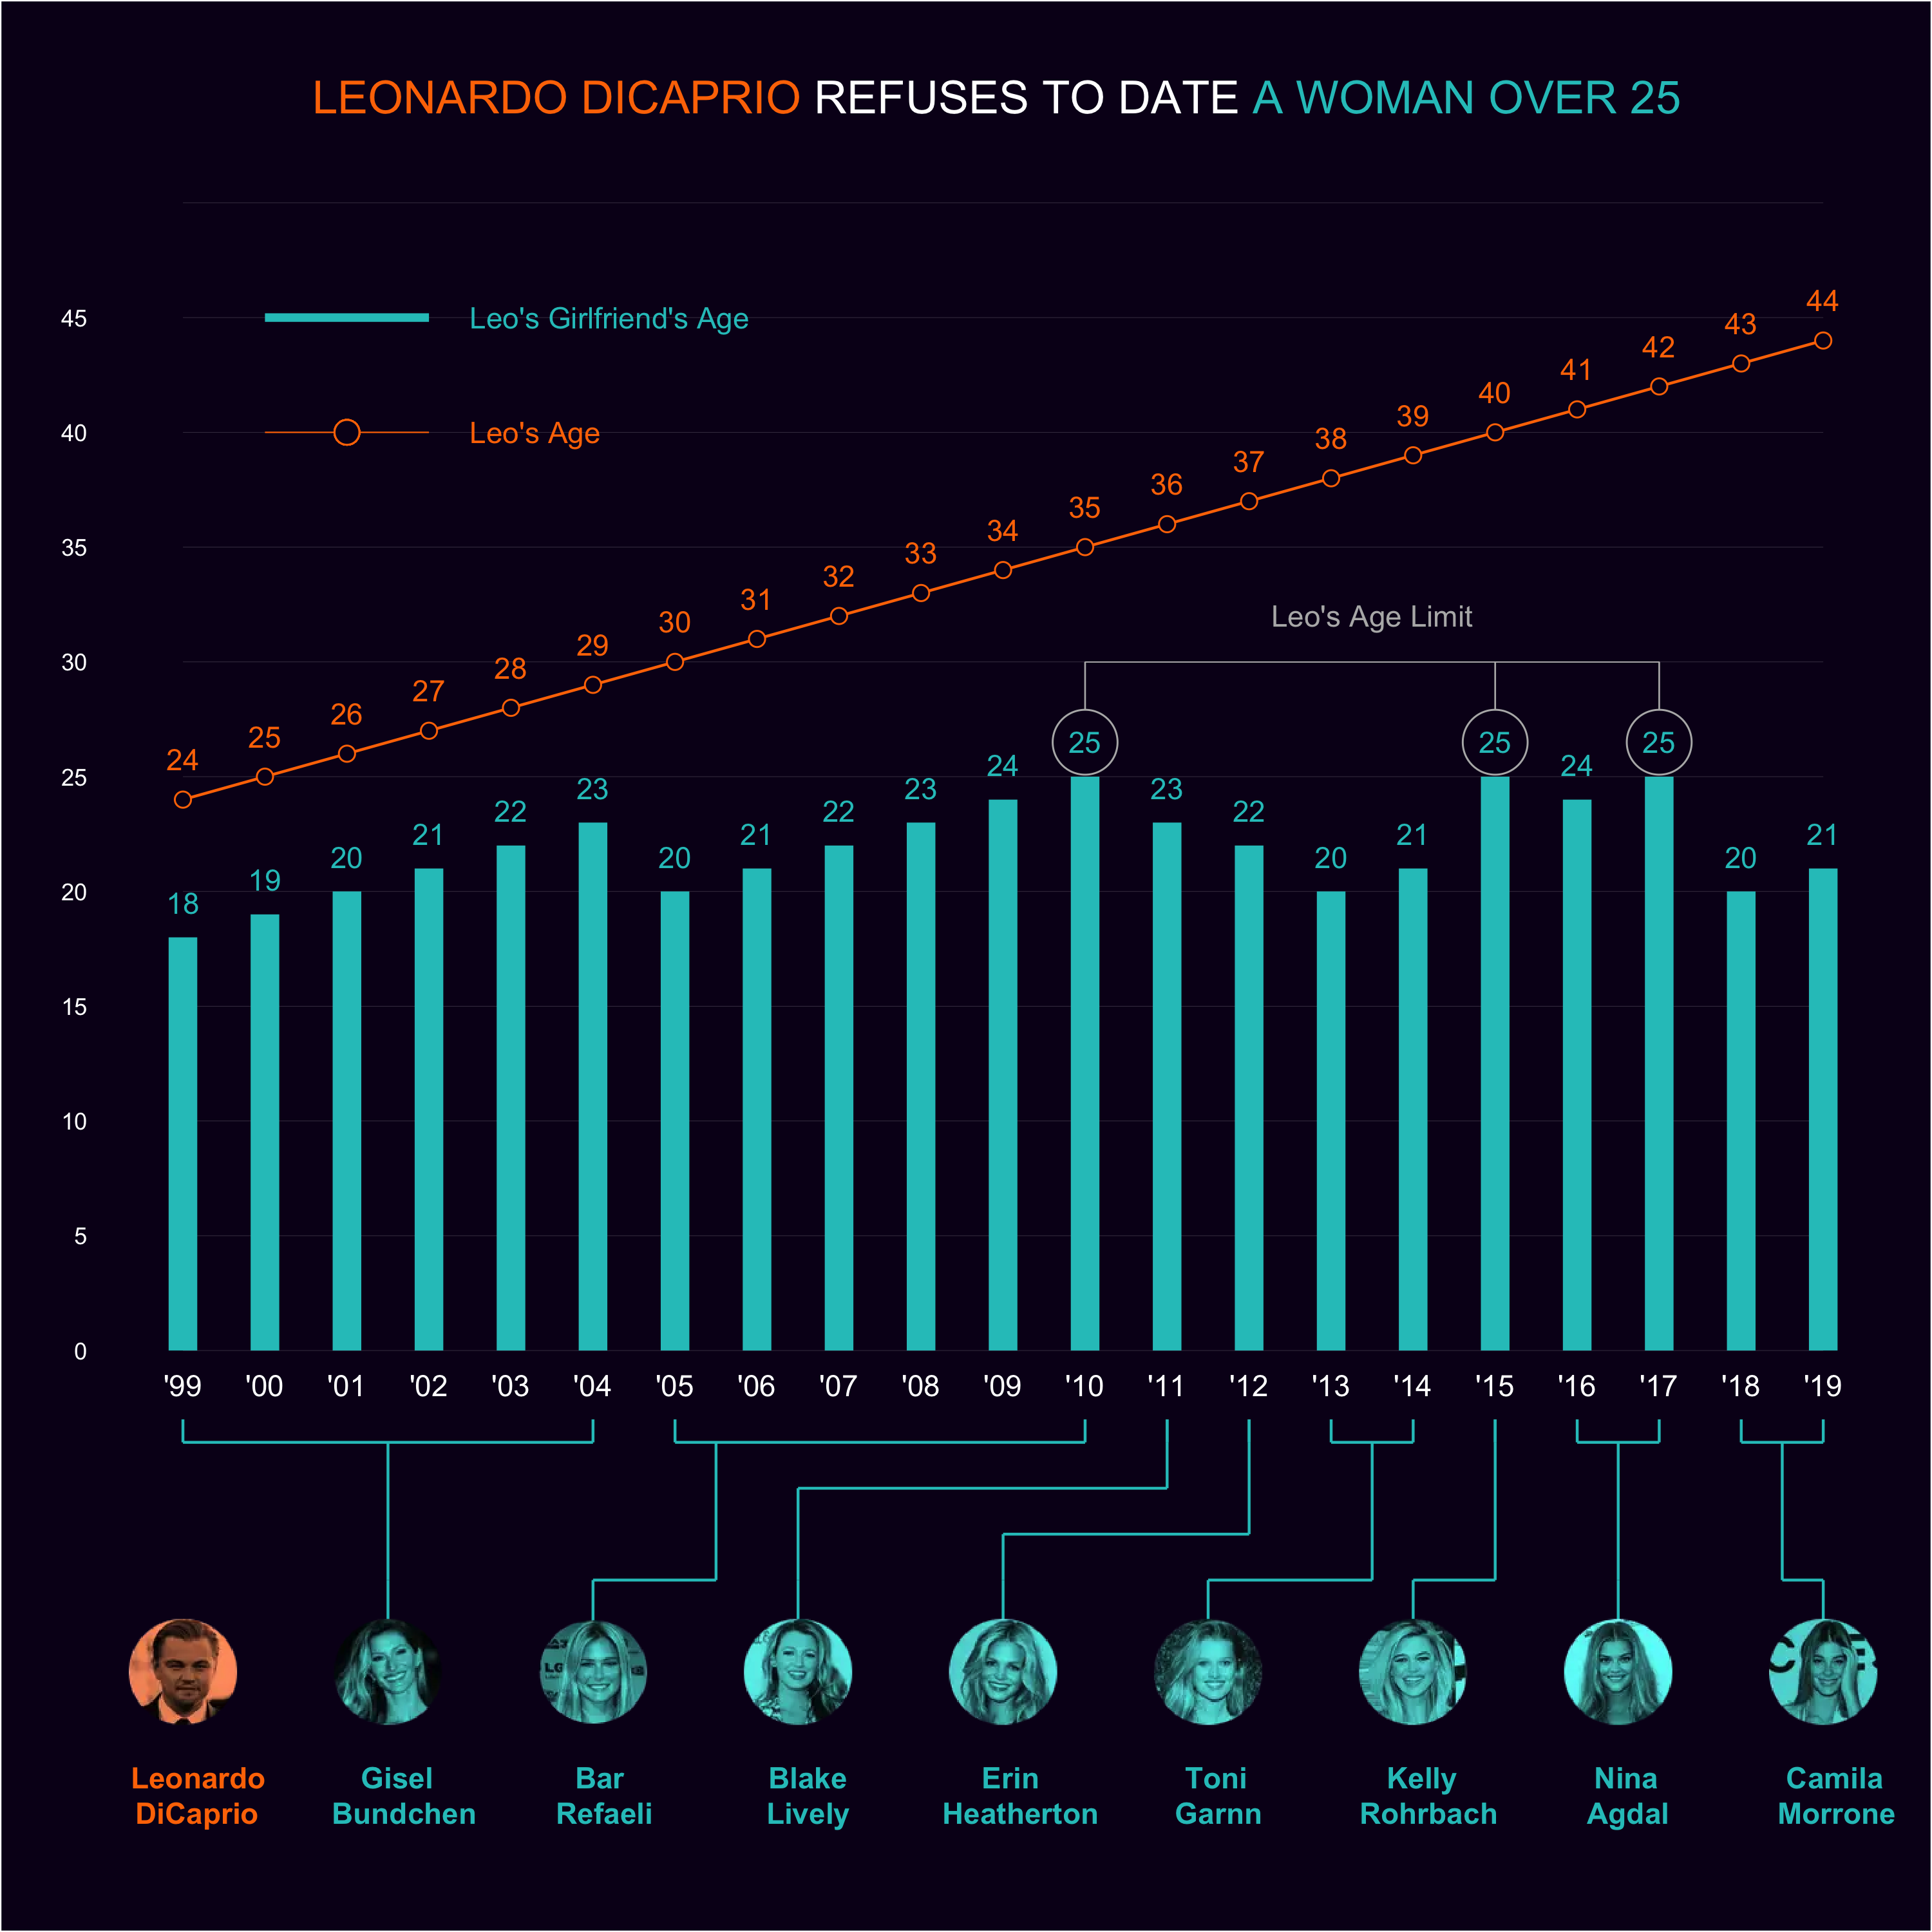 LEONARDO DICAPRIO REFUSES TO DATE A WOMAN OVER 25
45
40
35
30
25
20
15
10
5
0
Leo's Girlfriend's Age
Leo's Age
24 25 26 27 28 29 30 31 32 33 34 35 36 37 38 39 40 41 42 43 44
Leo's Age Limit
18 19 20 21 22 23 20 21 22 23 24 25 23 22 20 21 25 24 25 20 21
'99 '00 '01 '02 '03 '04 '05 '06 '07 '08 '09 '10 '11 '12 '13 '14 '15 '16 '17 '18 '19
Leonardo
DiCaprio
Gisel
Bundchen
Bar
Refaeli
Blake
Lively
Erin
Heatherton
Toni
Garnn
Kelly
Rohrbach
Nina
Agdal
Camila
Morrone